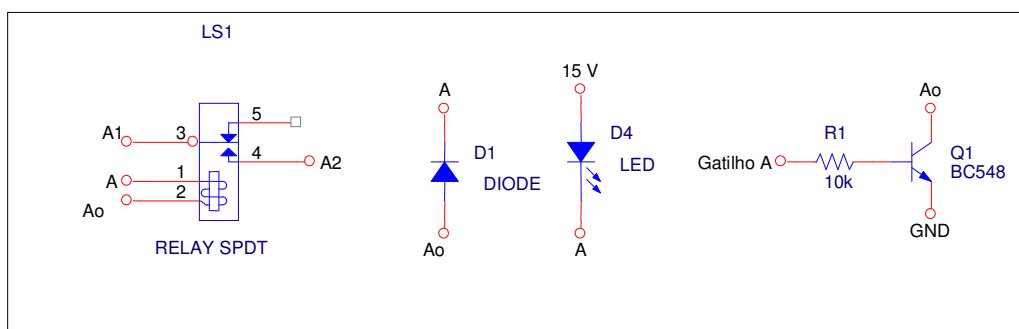 LS1
A1
3
5
4
A2
A
1
2
Ao
RELAY SPDT
A
D1
DIODE
Ao
15 V
D4
LED
A
Gatilho A
R1
10k
Ao
Q1
BC548
GND